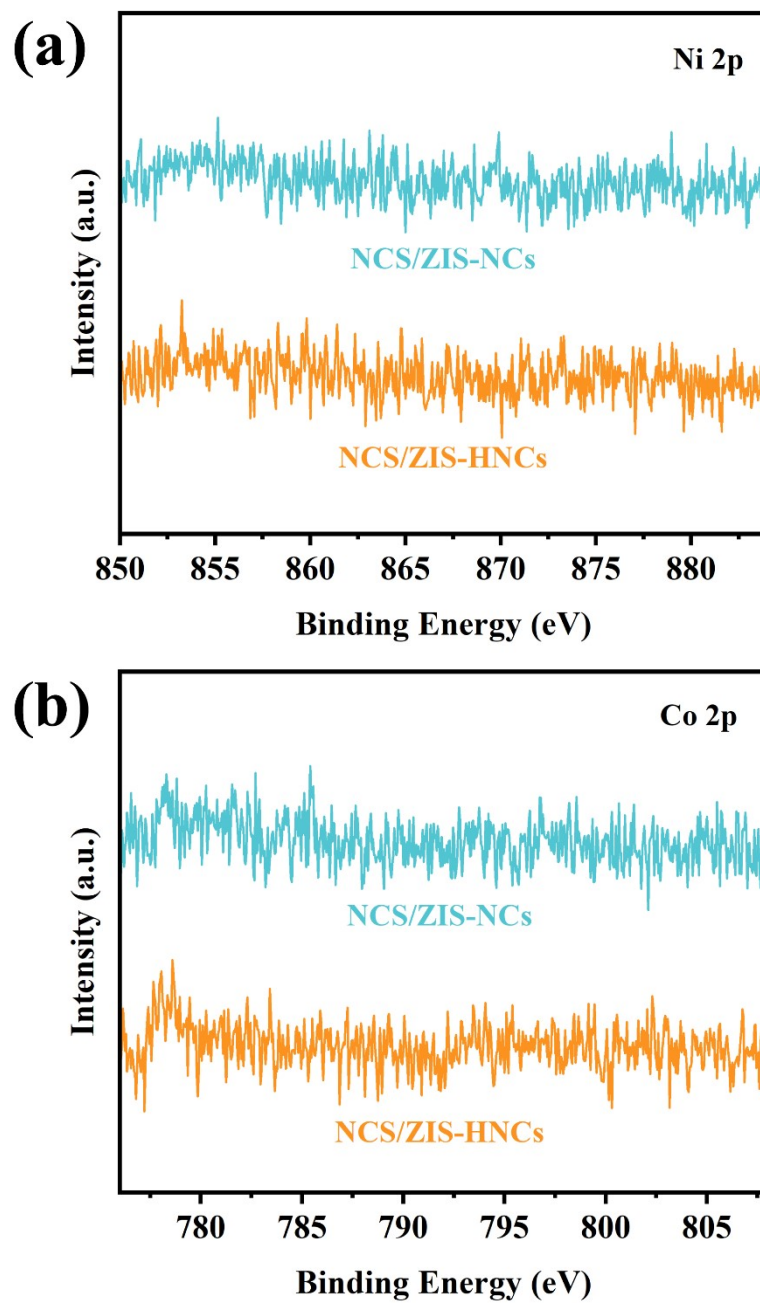 (a)
Ni 2p
NCS/ZIS-NCs
NCS/ZIS-HNCs
Intensity (a.u.)
850 855 860 865 870 875 880
Binding Energy (eV)
(b)
Co 2p
NCS/ZIS-NCs
NCS/ZIS-HNCs
Intensity (a.u.)
780 785 790 795 800 805
Binding Energy (eV)